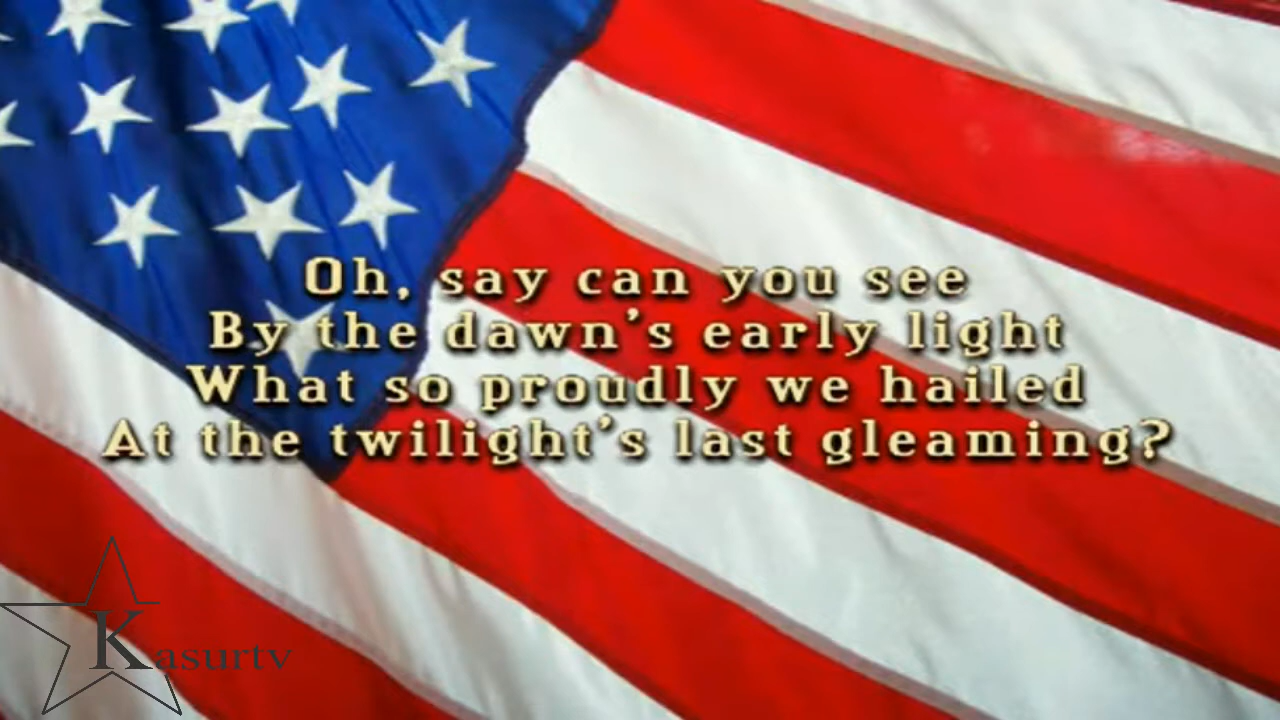 Oh, say can you see
By the dawn's early light
What so proudly we hailed
At the twilight's last gleaming?
Kasurtv